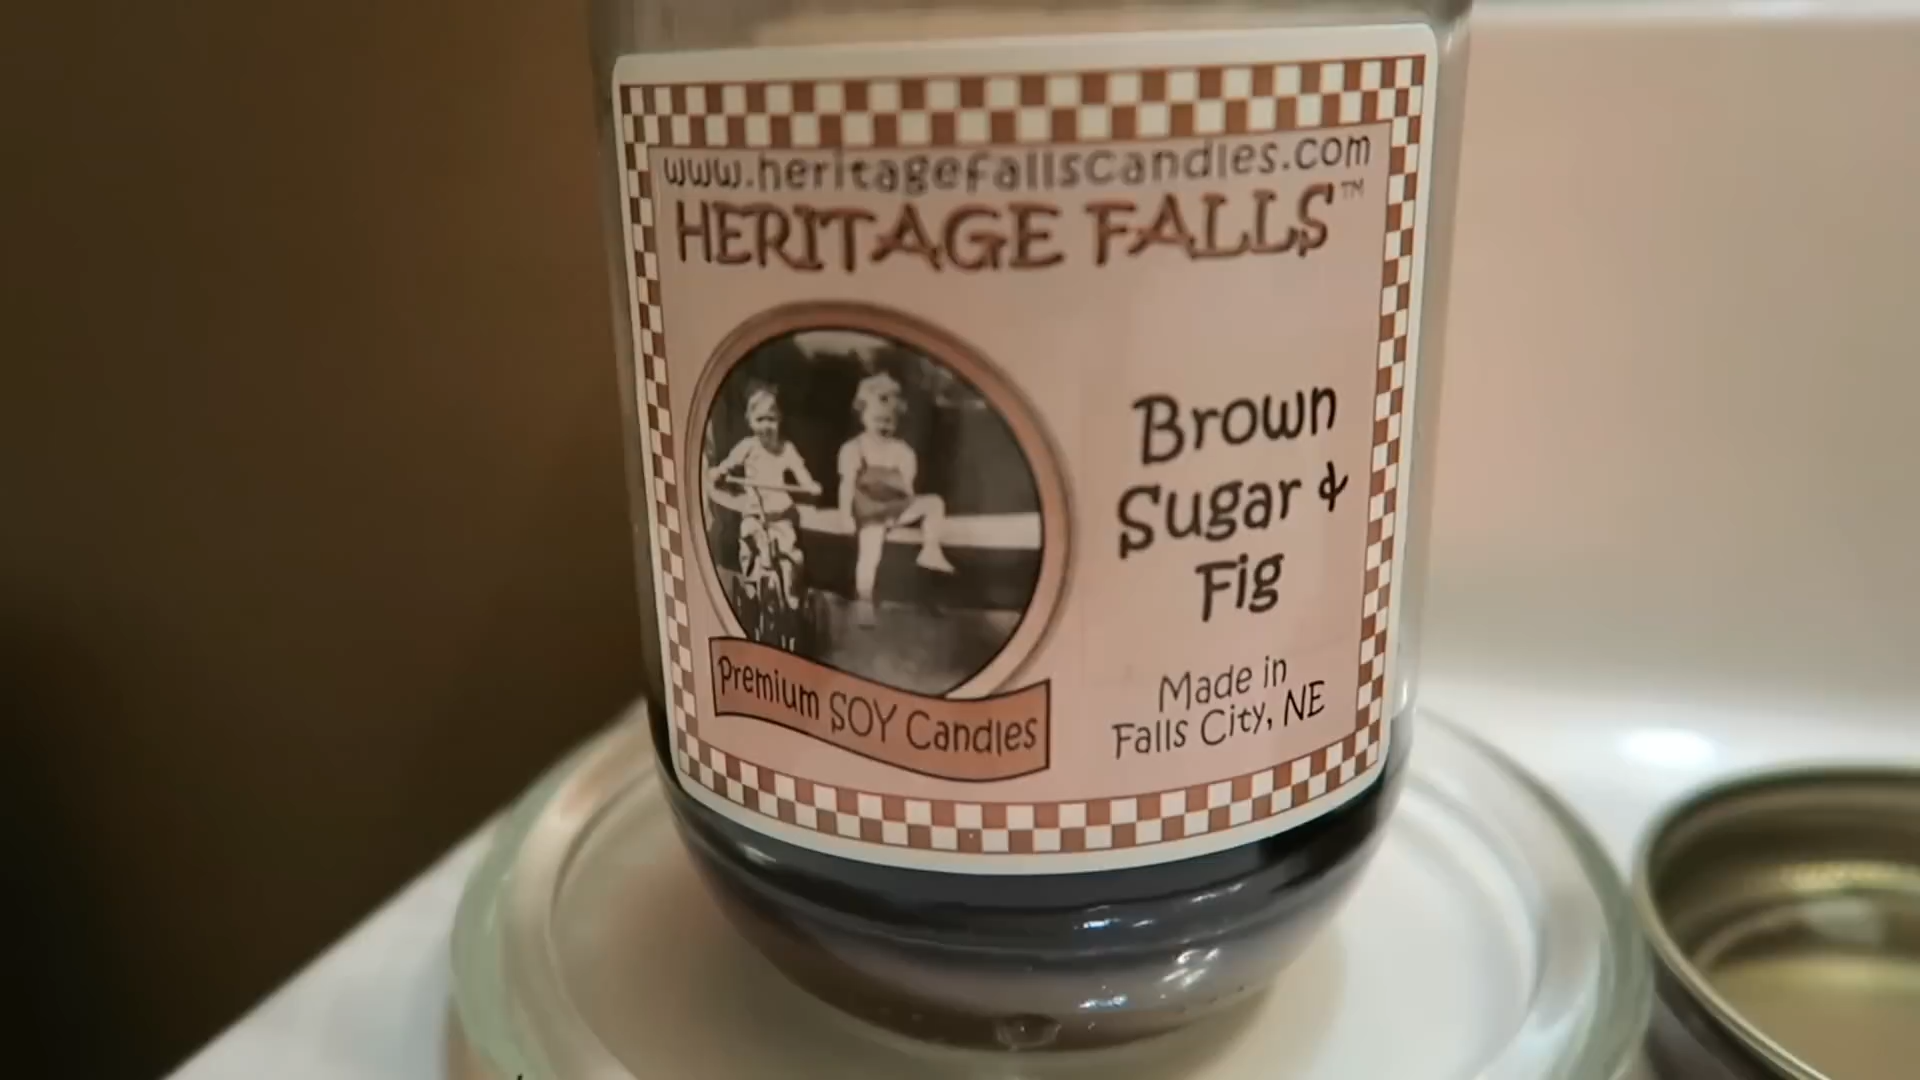 www.heritagefallscandles.com
HERITAGE FALLS™
Brown
Sugar &
Fig
Premium SOY Candles
Made in
Falls City, NE